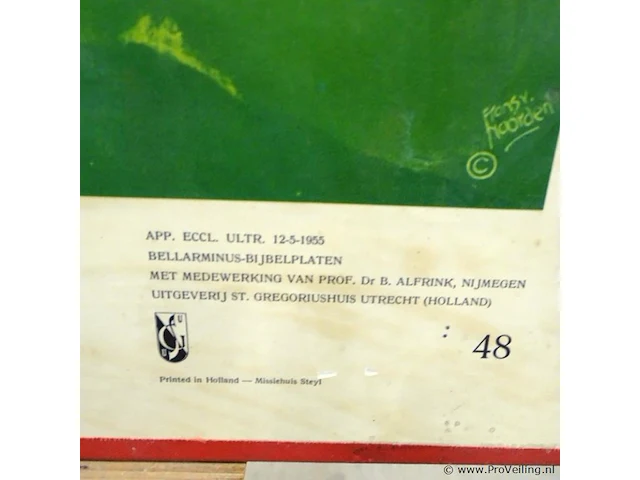 Frans v.
Noorden
©
APP. ECCL. ULTR. 12-5-1955
BELLARMINUS-BIJBELPLATEN
MET MEDEWERKING VAN PROF. Dr B. ALFRINK, NIJMEGEN
UITGEVERIJ ST. GREGORIUSHUIS UTRECHT (HOLLAND)
48
Printed in Holland — Missiehuis Steyl
© www.ProVeiling.nl